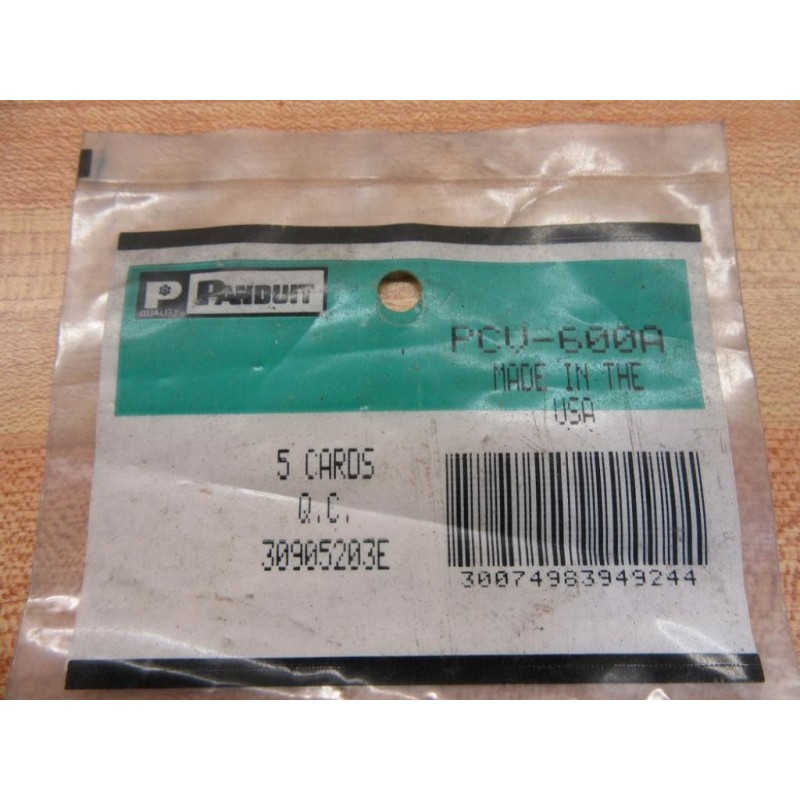 P PANDUIT
QUALITY
PCV-600A
MADE IN THE
USA
5 CARDS
Q.C.
30905203E
30074983949244